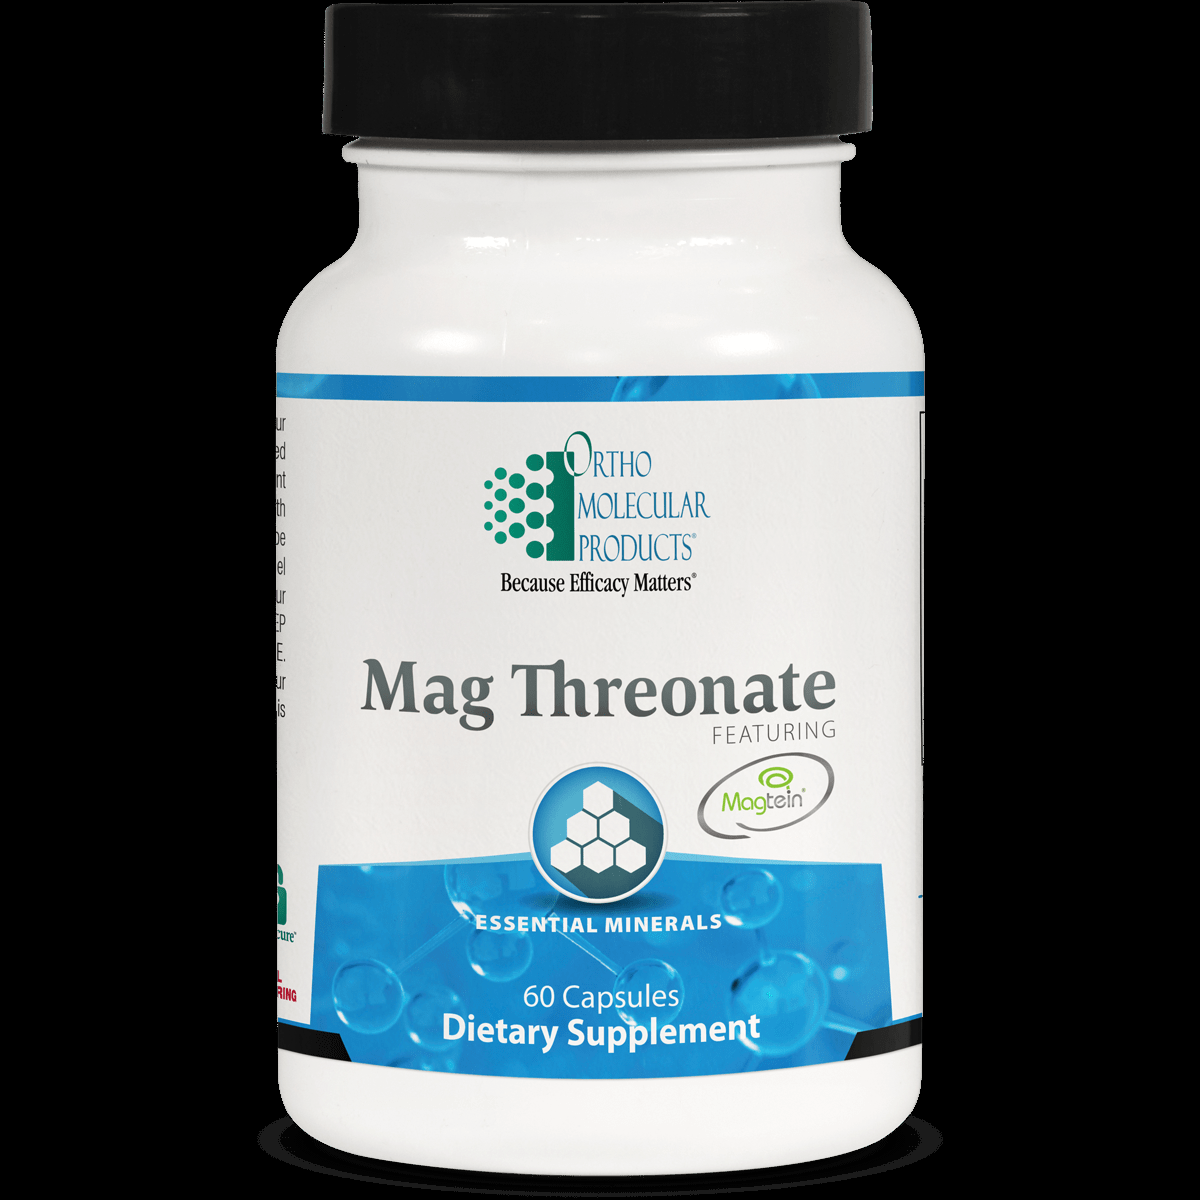 ORTHO
MOLECULAR
PRODUCTS®
Because Efficacy Matters®
Mag Threonate
FEATURING
Magtein®
ESSENTIAL MINERALS
60 Capsules
Dietary Supplement